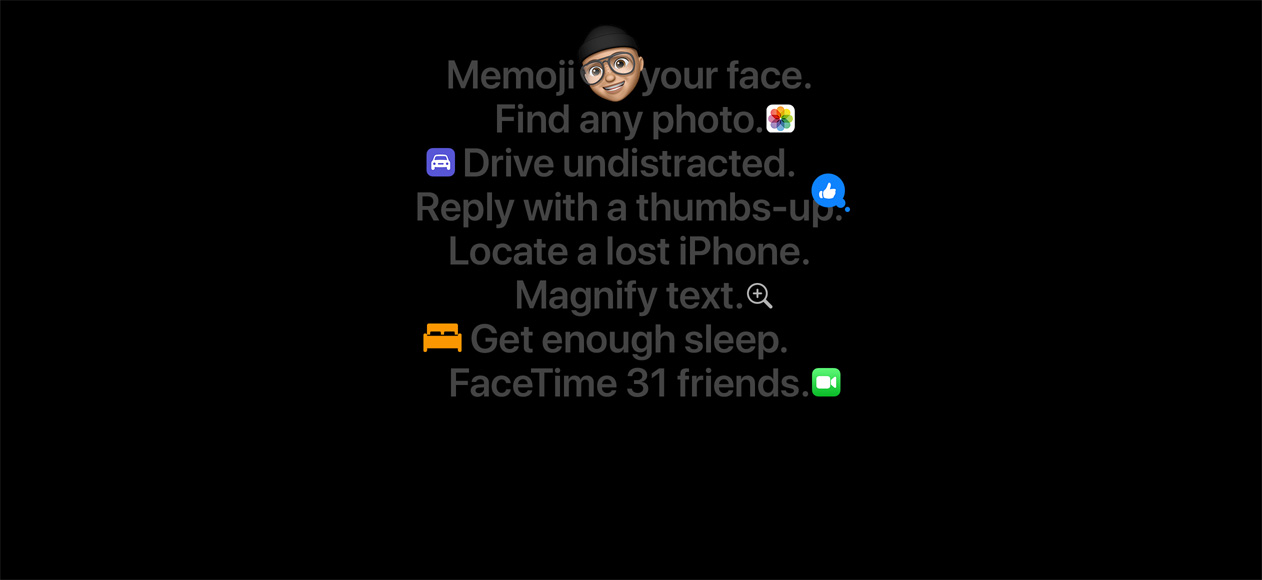 Memoji your face.
Find any photo.
Drive undistracted.
Reply with a thumbs-up.
Locate a lost iPhone.
Magnify text.
Get enough sleep.
FaceTime 31 friends.